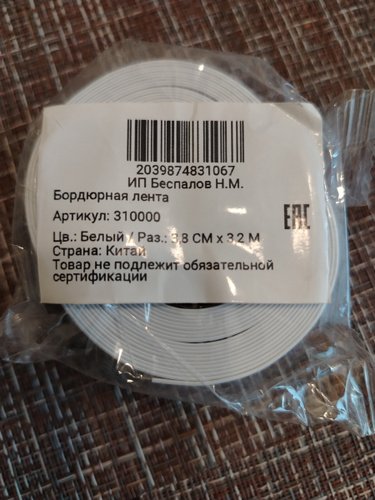 2039874831067
ИП Беспалов Н.М.
Бордюрная лента
Артикул: 310000
EAC
Цв.: Белый / Раз.: 3,8 СМ х 3,2 М
Страна: Китай
Товар не подлежит обязательной
сертификации